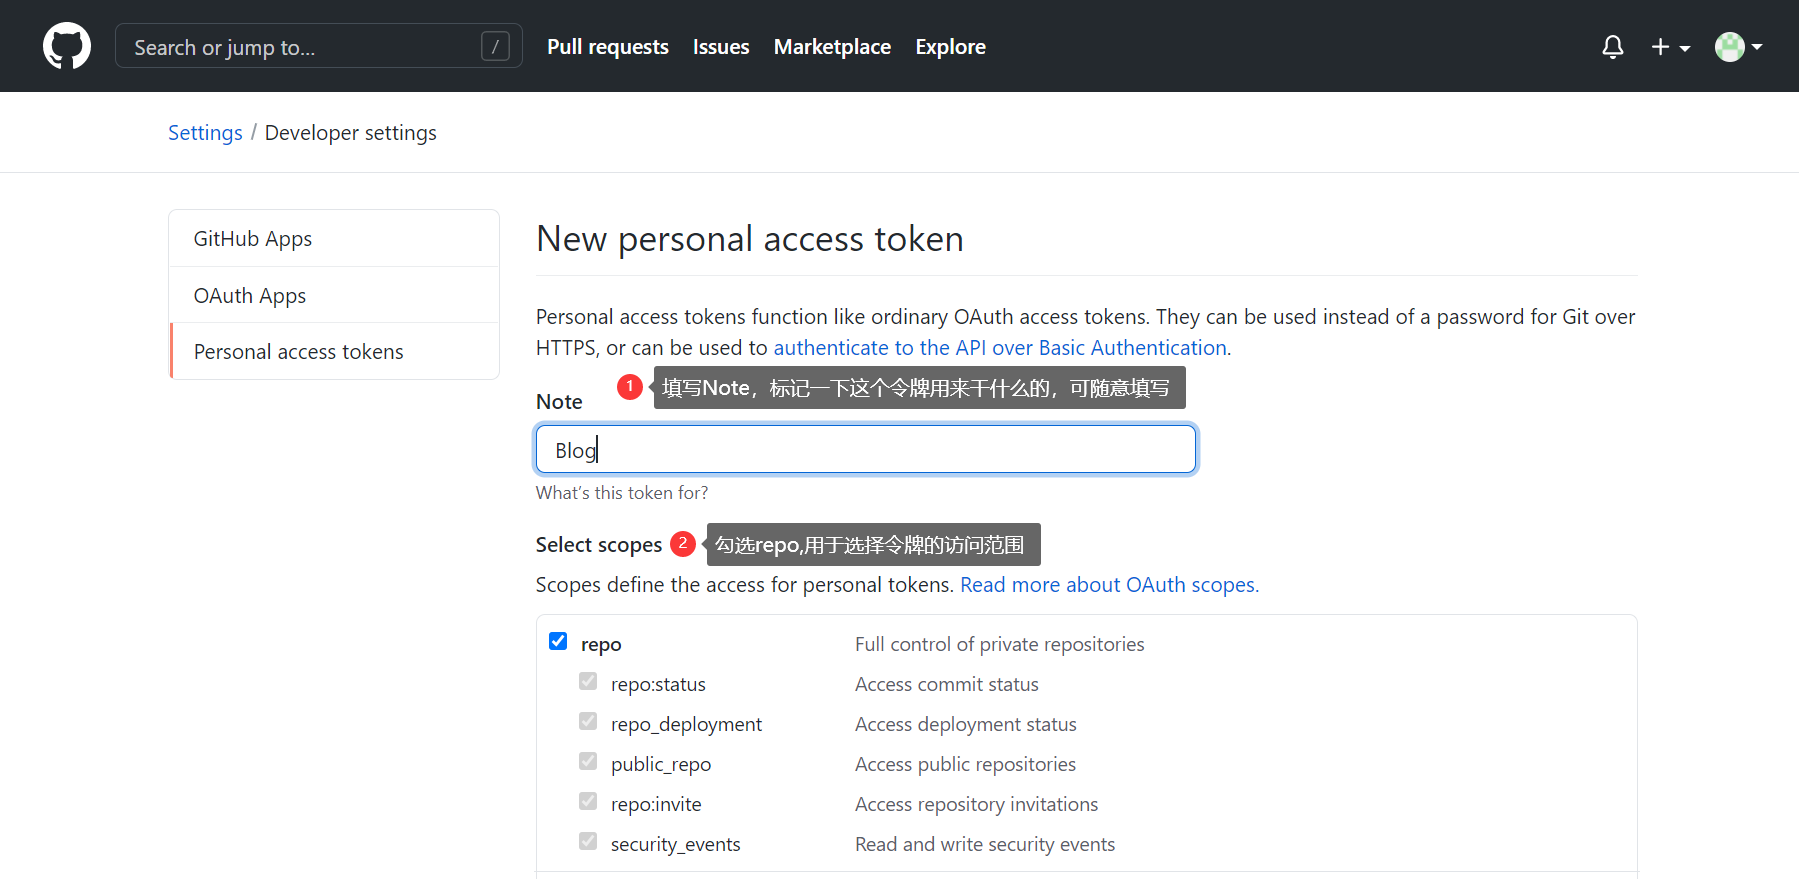 Search or jump to... /
Pull requests Issues Marketplace Explore
Settings / Developer settings
GitHub Apps
OAuth Apps
Personal access tokens
New personal access token
Personal access tokens function like ordinary OAuth access tokens. They can be used instead of a password for Git over
HTTPS, or can be used to authenticate to the API over Basic Authentication.
1 填写Note，标记一下这个令牌用来干什么的，可随意填写
Note
Blog
What's this token for?
Select scopes 2 勾选repo,用于选择令牌的访问范围
Scopes define the access for personal tokens. Read more about OAuth scopes.
repo Full control of private repositories
repo:status Access commit status
repo_deployment Access deployment status
public_repo Access public repositories
repo:invite Access repository invitations
security_events Read and write security events